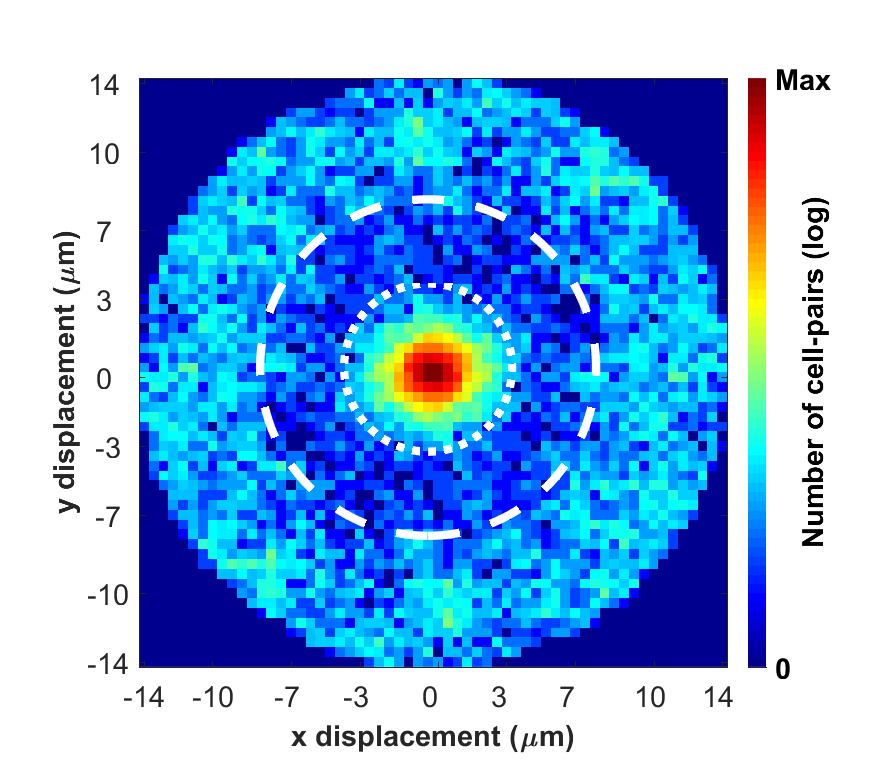 Max
14
10
7
3
0
-3
-7
-10
-14
y displacement (μm)
Number of cell-pairs (log)
0
-14 -10 -7 -3 0 3 7 10 14
x displacement (μm)